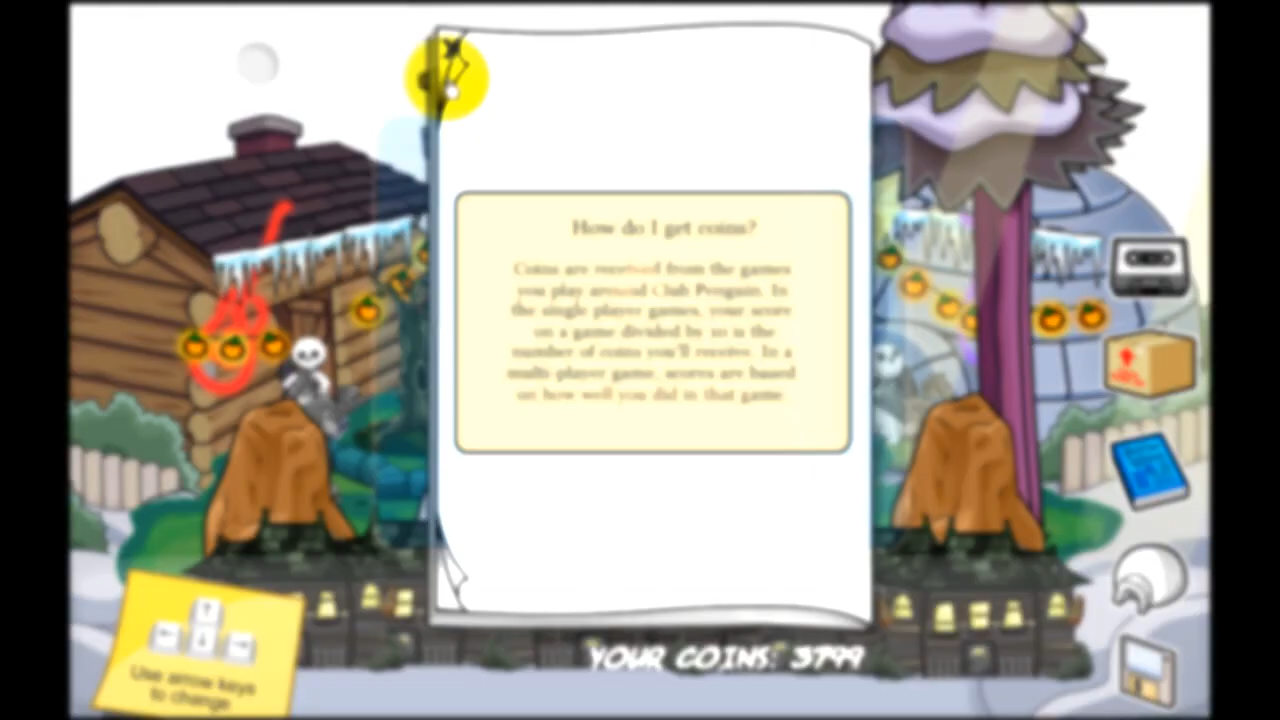 How do I get coins?
Coins are received from the games
you play around Club Penguin. In
the single player games, your score
on a game divided by 10 is the
number of coins you'll receive. In a
multi-player game, scores are based
on how well you did in that game
YOUR COINS: 3799
Use arrow keys
to change